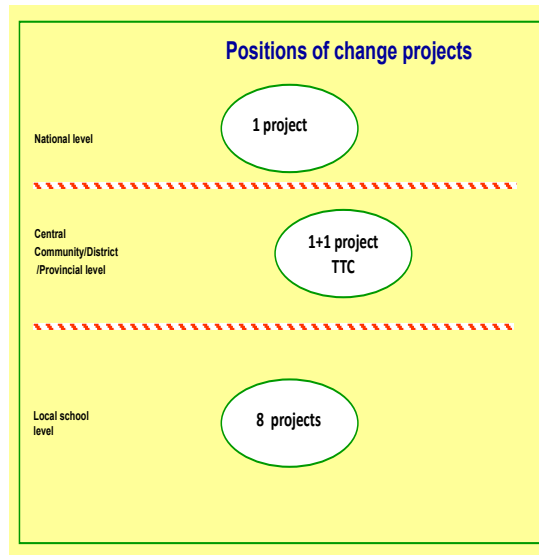 Positions of change projects
1 project
National level
Central
Community/District
/Provincial level
1+1 project
TTC
Local school
level
8 projects